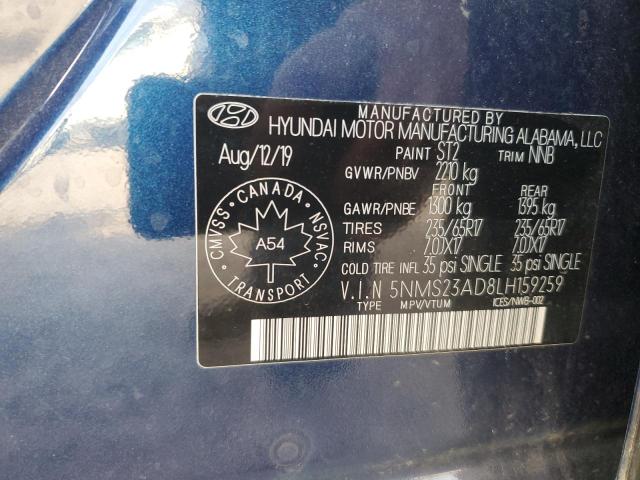 MANUFACTURED BY
HYUNDAI MOTOR MANUFACTURING ALABAMA, LLC
Aug/12/19
PAINT ST2 TRIM NNB
GVWR/PNBV 2210 kg
FRONT REAR
GAWR/PNBE 1300 kg 1395 kg
TIRES 235/65R17 235/65R17
RIMS 7.0JX17 7.0JX17
COLD TIRE INFL 35 psi SINGLE 35 psi SINGLE
V.I.N 5NMS23AD8LH159259
TYPE M.PV/VTUM ICES/NWB-002
CANADA
CMVSS NSVAC
A54
TRANSPORT